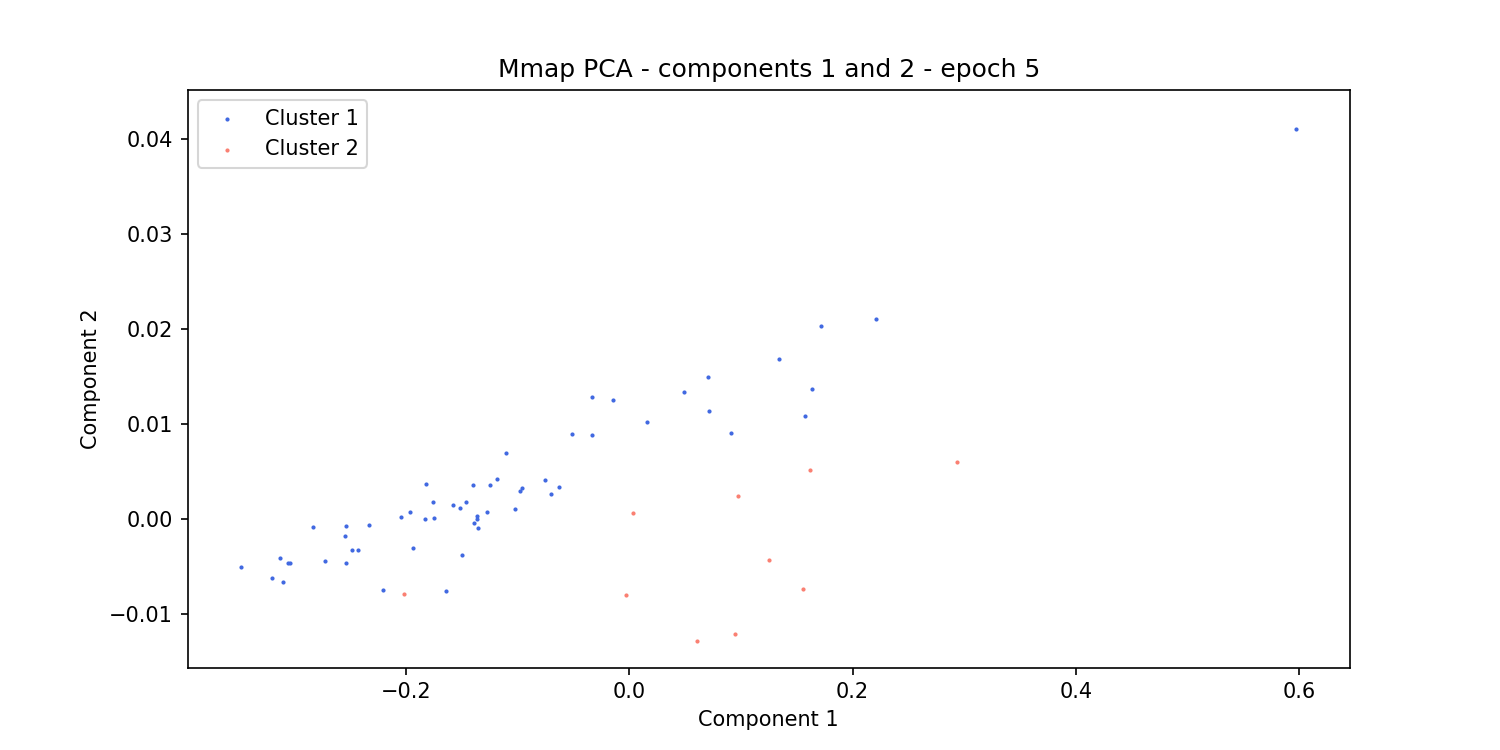 Mmap PCA - components 1 and 2 - epoch 5
Cluster 1
Cluster 2
0.04
0.03
0.02
0.01
0.00
−0.01
Component 2
−0.2
0.0
0.2
0.4
0.6
Component 1